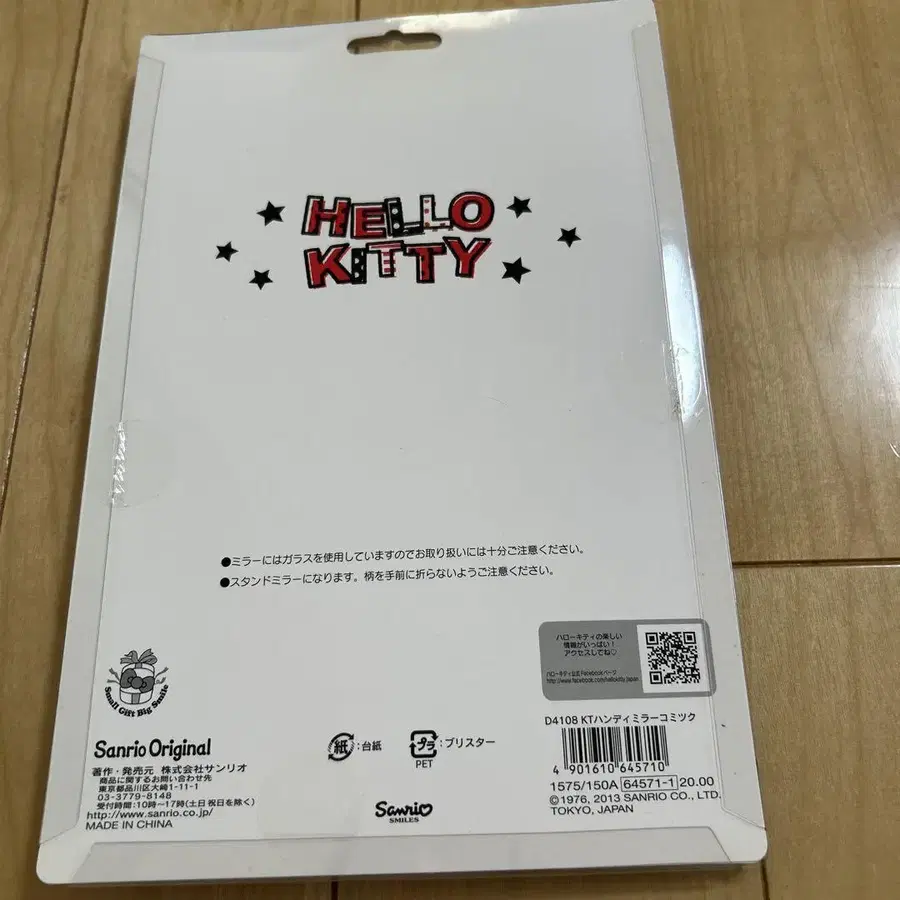 HELLO
KITTY
●ミラーにはガラスを使用していますのでお取り扱いには十分ご注意ください。
●スタンドミラーになります。柄を手前に折らないようご注意ください。
ハローキティの楽しい
情報がいっぱい!
アクセスしてね♡
ハローキティ公式Facebookページ
http://www.facebook.com/hellokitty.japan
Small Gift Big Smile
Sanrio Original
著作・発売元 株式会社サンリオ
商品に関するお問い合わせ先
東京都品川区大崎1-11-1
03-3779-8148
受付時間:10時〜17時(土日祝日を除く)
http://www.sanrio.co.jp/
MADE IN CHINA
紙:台紙
プラ:ブリスター
PET
Sanrio
SMILES
D4108 KTハンディミラーコミツク
4 901610 645710
1575/150A 64571-1 20.00
©1976, 2013 SANRIO CO., LTD.
TOKYO, JAPAN